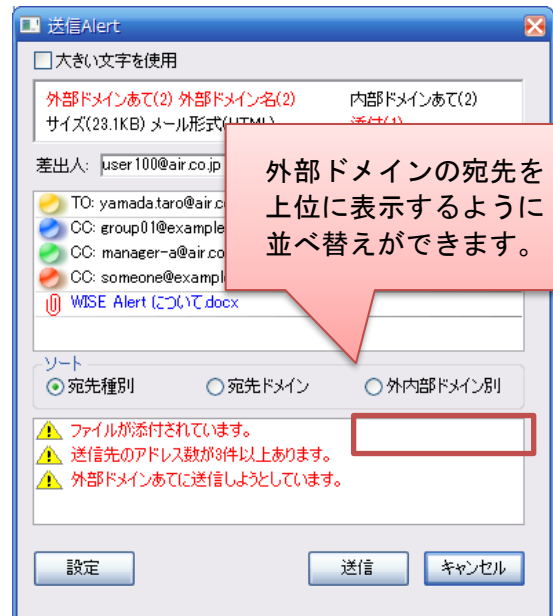 送信Alert
大きい文字を使用
外部ドメインあて(2) 外部ドメイン名(2) 内部ドメインあて(2)
サイズ(23.1KB) メール形式(HTML) 添付(1)
差出人: user100@air.co.jp
TO: yamada.taro@air.c
CC: group01@example
CC: manager-a@air.co
CC: someone@exampl
WISE Alert について.docx
外部ドメインの宛先を
上位に表示するように
並べ替えができます。
ソート
宛先種別 宛先ドメイン 外内部ドメイン別
ファイルが添付されています。
送信先のアドレス数が3件以上あります。
外部ドメインあてに送信しようとしています。
設定 送信 キャンセル